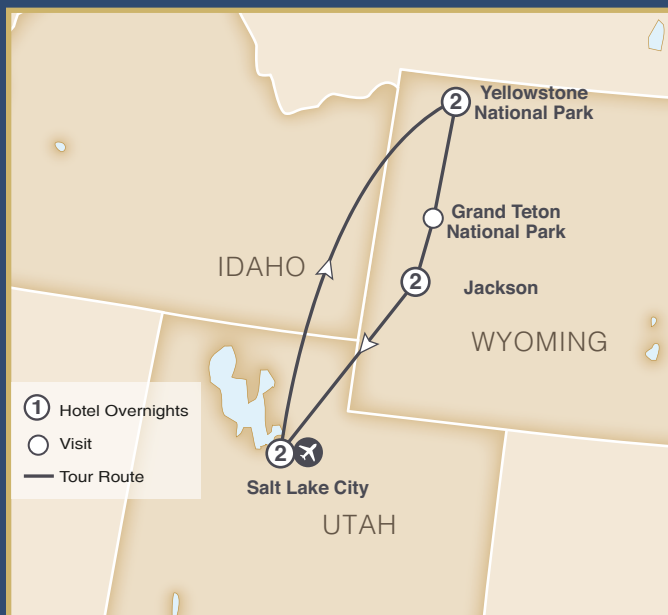 2
Yellowstone
National Park
Grand Teton
National Park
IDAHO
2
Jackson
WYOMING
1 Hotel Overnights
Visit
Tour Route
2
Salt Lake City
UTAH